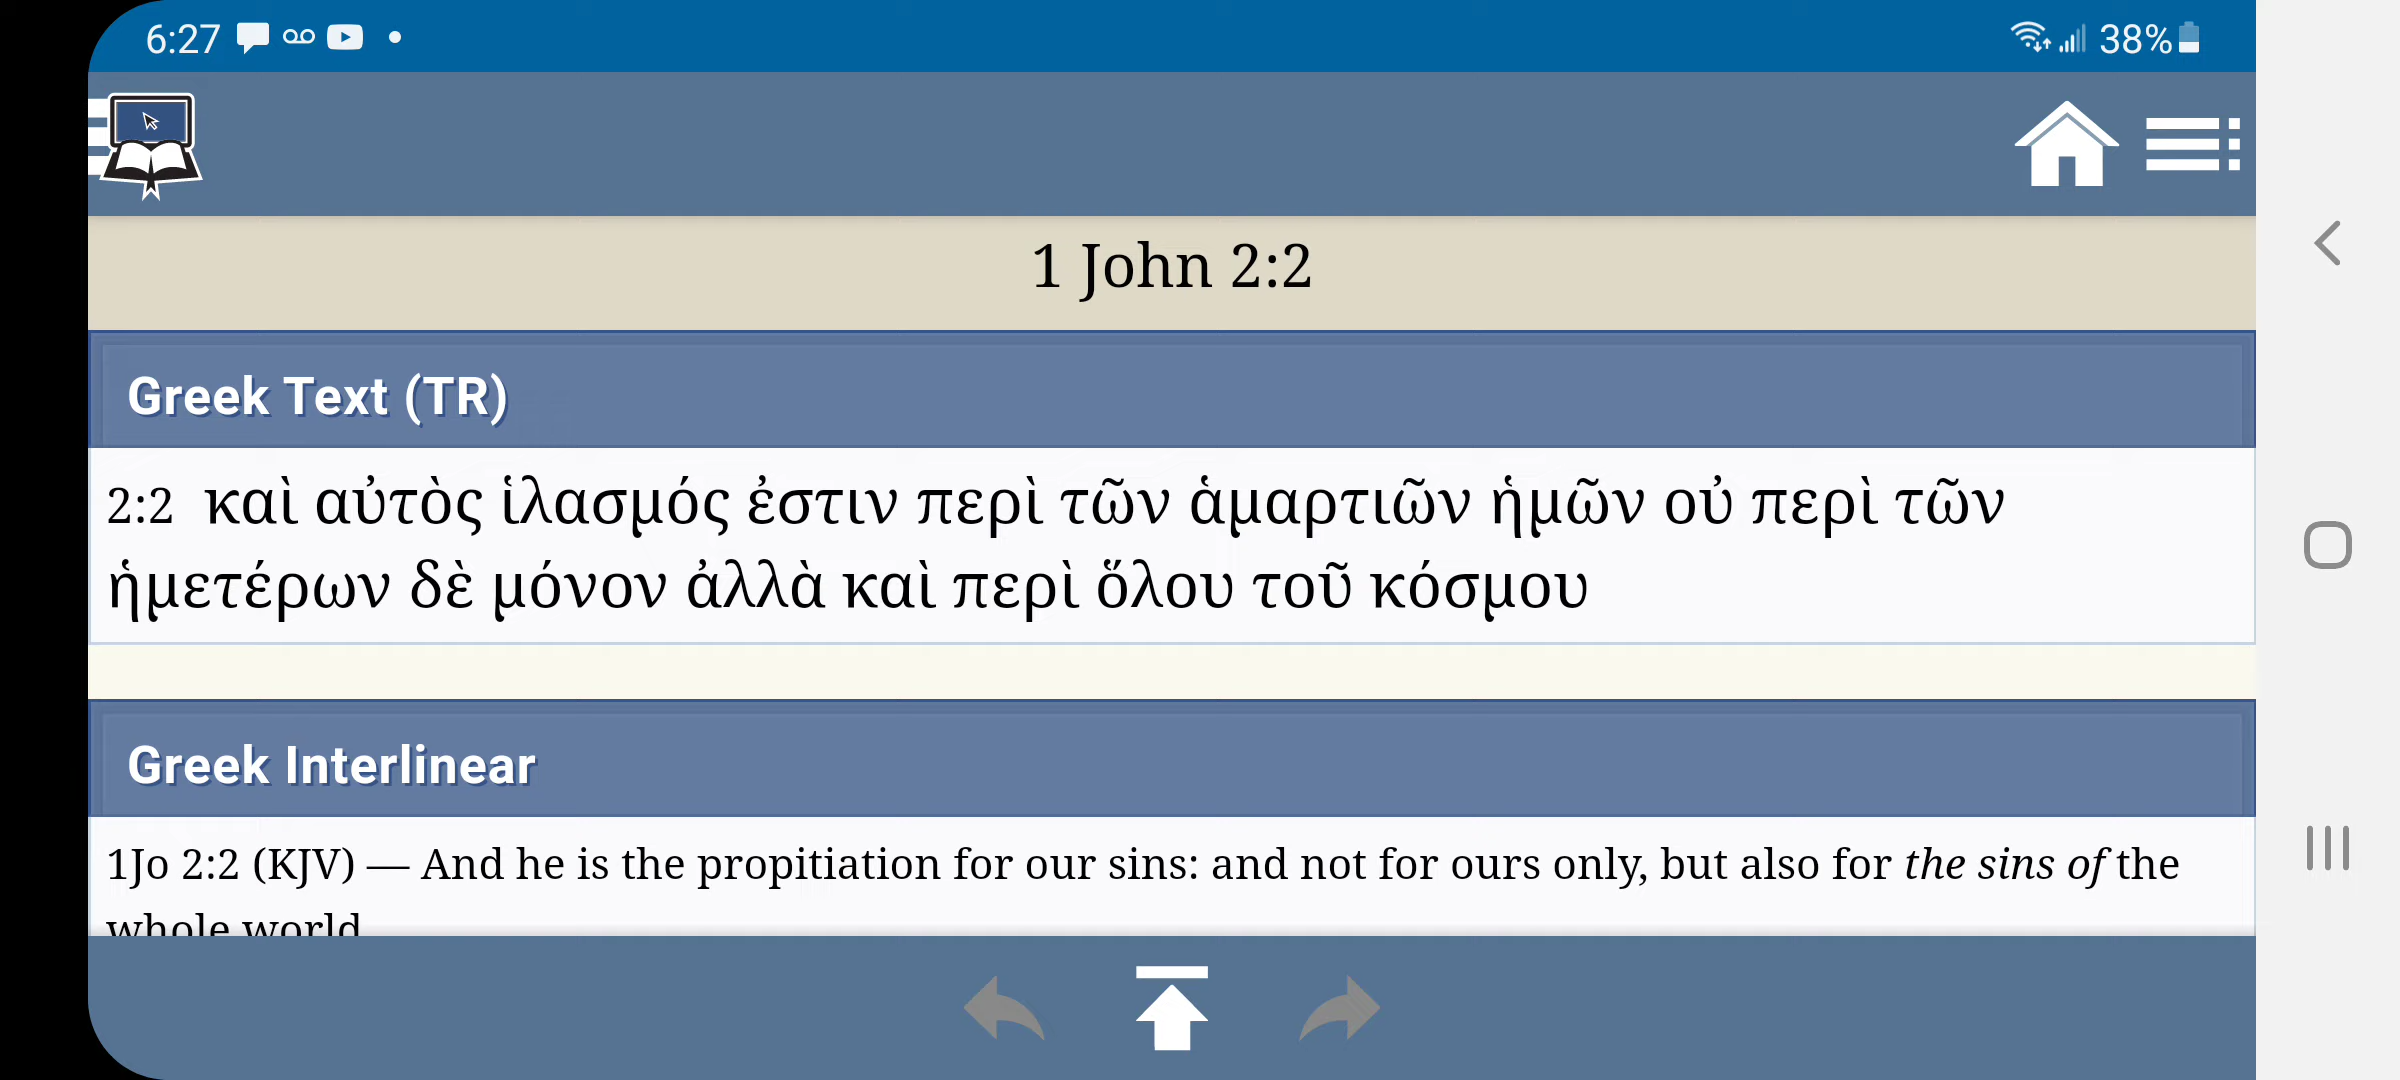 6:27
38%
1 John 2:2
Greek Text (TR)
2:2 καὶ αὐτὸς ἱλασμός ἐστιν περὶ τῶν ἁμαρτιῶν ἡμῶν οὐ περὶ τῶν
ἡμετέρων δὲ μόνον ἀλλὰ καὶ περὶ ὅλου τοῦ κόσμου
Greek Interlinear
1Jo 2:2 (KJV) — And he is the propitiation for our sins: and not for ours only, but also for the sins of the
whole world